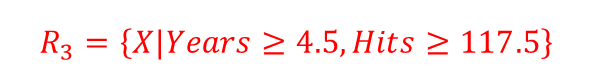 R₃ = {X|Years ≥ 4.5, Hits ≥ 117.5}